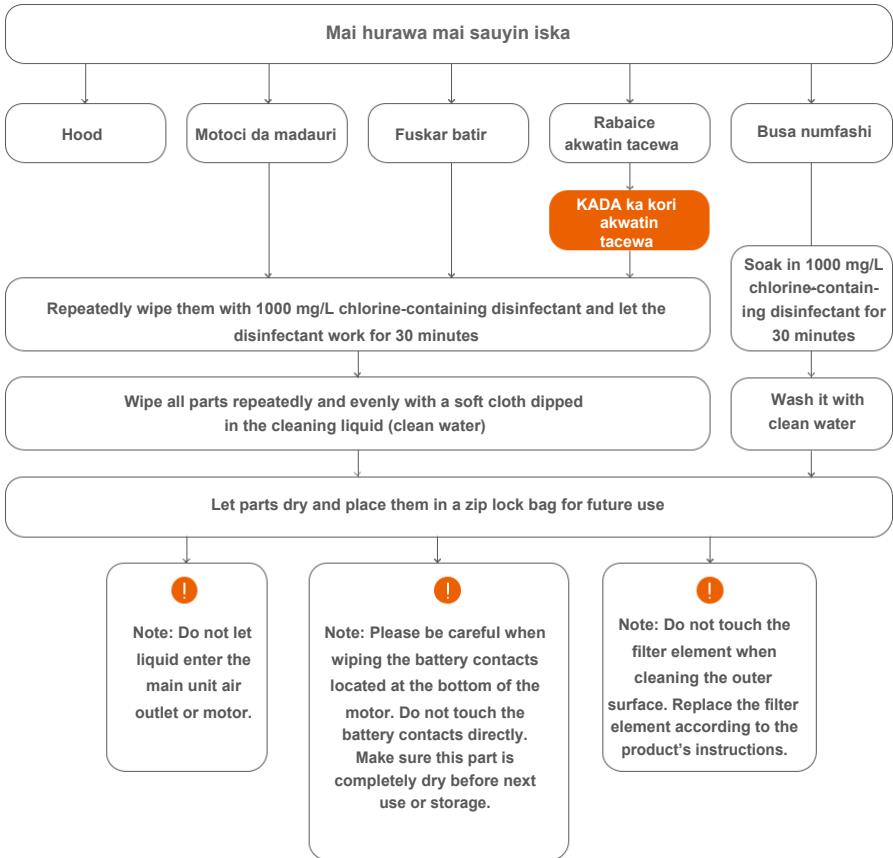 Mai hurawa mai sauyin iska
Hood
Motoci da madauri
Fuskar batir
Rabaice
akwatin tacewa
Busa numfashi
KADA ka kori
akwatin
tacewa
Repeatedly wipe them with 1000 mg/L chlorine-containing disinfectant and let the
disinfectant work for 30 minutes
Soak in 1000 mg/L
chlorine-contain-
ing disinfectant for
30 minutes
Wipe all parts repeatedly and evenly with a soft cloth dipped
in the cleaning liquid (clean water)
Wash it with
clean water
Let parts dry and place them in a zip lock bag for future use
Note: Do not let
liquid enter the
main unit air
outlet or motor.
Note: Please be careful when
wiping the battery contacts
located at the bottom of the
motor. Do not touch the
battery contacts directly.
Make sure this part is
completely dry before next
use or storage.
Note: Do not touch the
filter element when
cleaning the outer
surface. Replace the filter
element according to the
product's instructions.